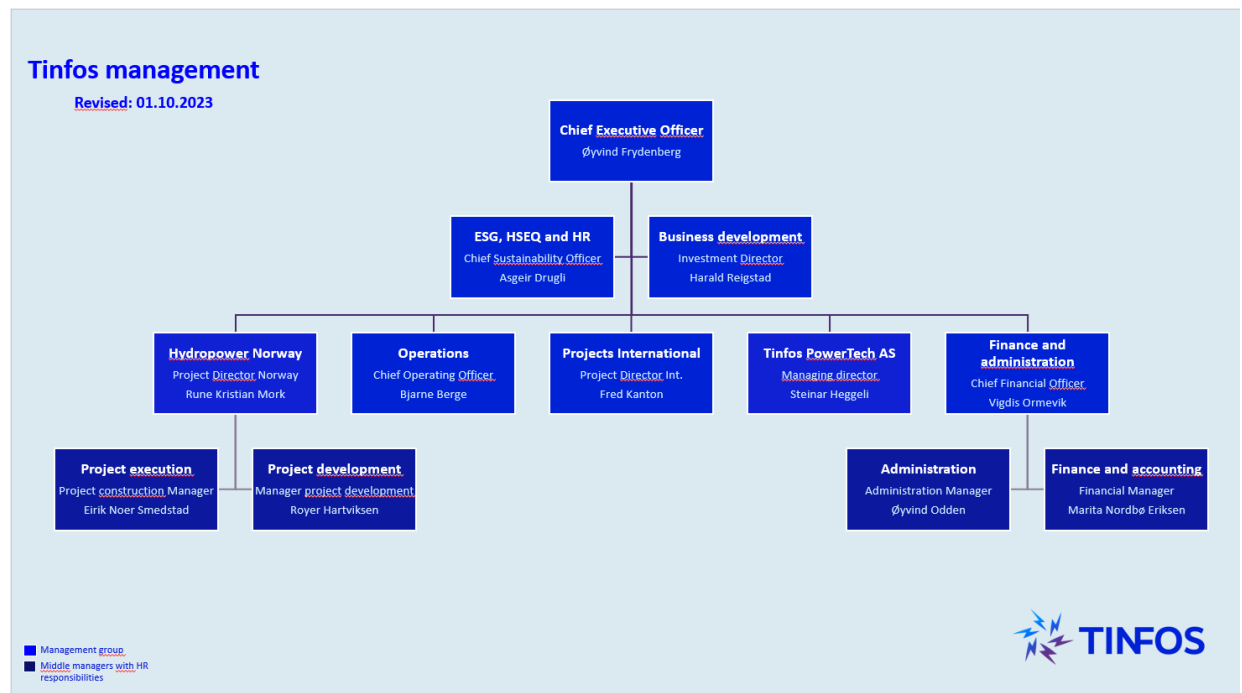 Tinfos management
Revised: 01.10.2023
Chief Executive Officer
Øyvind Frydenberg
ESG, HSEQ and HR
Chief Sustainability Officer
Asgeir Drugli
Business development
Investment Director
Harald Reigstad
Hydropower Norway
Project Director Norway
Rune Kristian Mork
Operations
Chief Operating Officer
Bjarne Berge
Projects International
Project Director Int.
Fred Kanton
Tinfos PowerTech AS
Managing director
Steinar Heggeli
Finance and
administration
Chief Financial Officer
Vigdis Ormevik
Project execution
Project construction Manager
Eirik Noer Smedstad
Project development
Manager project development
Royer Hartviksen
Administration
Administration Manager
Øyvind Odden
Finance and accounting
Financial Manager
Marita Nordbø Eriksen
Management group
Middle managers with HR
responsibilities
TINFOS